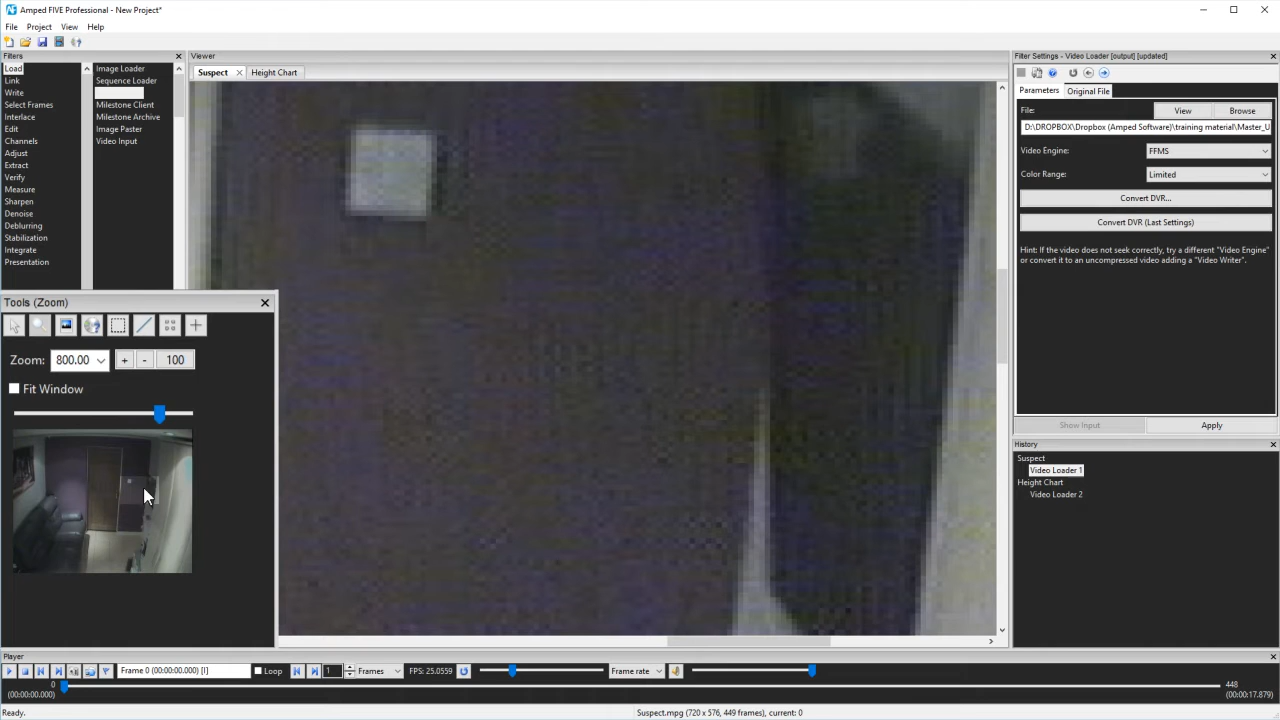 Amped FIVE Professional - New Project*
File Project View Help
Filters
Load
Link
Write
Select Frames
Interlace
Edit
Channels
Adjust
Extract
Verify
Measure
Sharpen
Denoise
Deblurring
Stabilization
Integrate
Presentation
Image Loader
Sequence Loader
Milestone Client
Milestone Archive
Image Paster
Video Input
Viewer
Suspect Height Chart
Tools (Zoom)
Zoom: 800.00 + - 100
Fit Window
Filter Settings - Video Loader [output] [updated]
Parameters Original File
File: View Browse
D:\DROPBOX\Dropbox (Amped Software)\training material\Master_U
Video Engine: FFMS
Color Range: Limited
Convert DVR...
Convert DVR (Last Settings)
Hint: If the video does not seek correctly, try a different "Video Engine"
or convert it to an uncompressed video adding a "Video Writer".
Show Input Apply
History
Suspect
Video Loader 1
Height Chart
Video Loader 2
Player
Frame 0 (00:00:00.000) [I] Loop 1 Frames FPS: 25.0559 Frame rate
0 448
(00:00:00.000) (00:00:17.879)
Ready. Suspect.mpg (720 x 576, 449 frames), current: 0